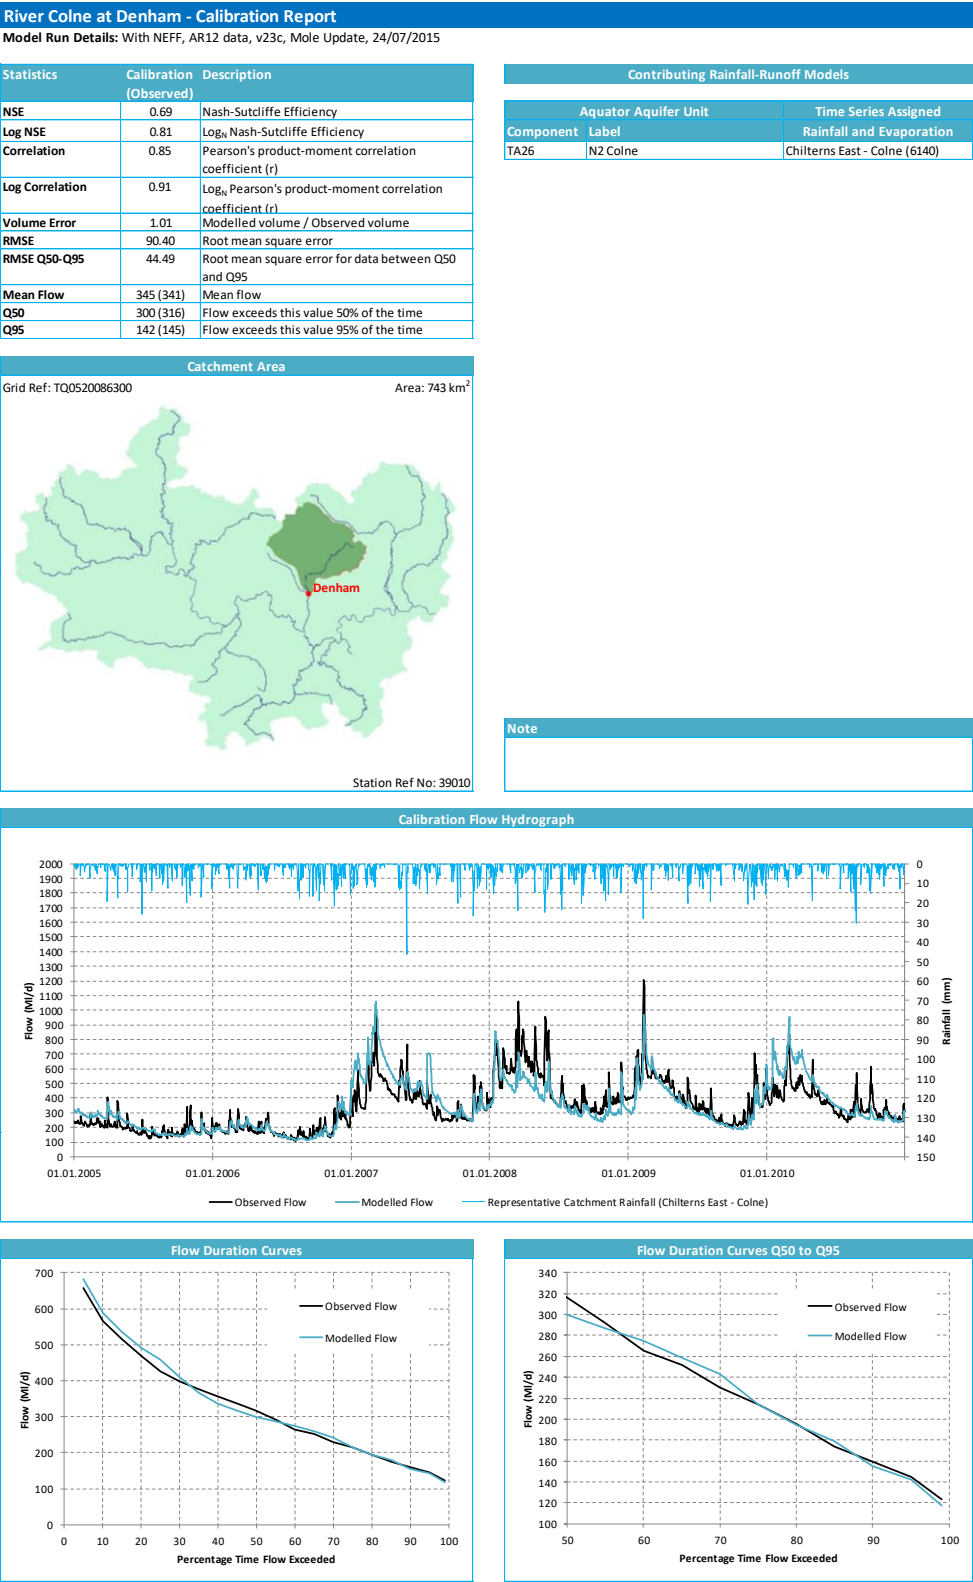 River Colne at Denham - Calibration Report
Model Run Details: With NEFF, AR12 data, v23c, Mole Update, 24/07/2015
Statistics Calibration (Observed) Description
NSE 0.69 Nash-Sutcliffe Efficiency
Log NSE 0.81 LogN Nash-Sutcliffe Efficiency
Correlation 0.85 Pearson's product-moment correlation
coefficient (r)
Log Correlation 0.91 LogN Pearson's product-moment correlation
coefficient (r)
Volume Error 1.01 Modelled volume / Observed volume
RMSE 90.40 Root mean square error
RMSE Q50-Q95 44.49 Root mean square error for data between Q50
and Q95
Mean Flow 345 (341) Mean flow
Q50 300 (316) Flow exceeds this value 50% of the time
Q95 142 (145) Flow exceeds this value 95% of the time
Contributing Rainfall-Runoff Models
Aquator Aquifer Unit Time Series Assigned
Component Label Rainfall and Evaporation
TA26 N2 Colne Chilterns East - Colne (6140)
Catchment Area
Grid Ref: TQ0520086300 Area: 743 km2
Denham
Station Ref No: 39010
Note
Calibration Flow Hydrograph
2000 0
1900 10
1800
1700 20
1600 30
1500
1400 40
1300 50
1200 60
1100
1000 70
900 80
800
700 90
600 100
500 110
400 120
300
200 130
100 140
0 150
Flow (Ml/d)
Rainfall (mm)
01.01.2005 01.01.2006 01.01.2007 01.01.2008 01.01.2009 01.01.2010
Observed Flow Modelled Flow Representative Catchment Rainfall (Chilterns East - Colne)
Flow Duration Curves
700
600
500
400
300
200
100
0
Flow (Ml/d)
Observed Flow
Modelled Flow
0 10 20 30 40 50 60 70 80 90 100
Percentage Time Flow Exceeded
Flow Duration Curves Q50 to Q95
340
320
300
280
260
240
220
200
180
160
140
120
100
Flow (Ml/d)
Observed Flow
Modelled Flow
50 60 70 80 90 100
Percentage Time Flow Exceeded